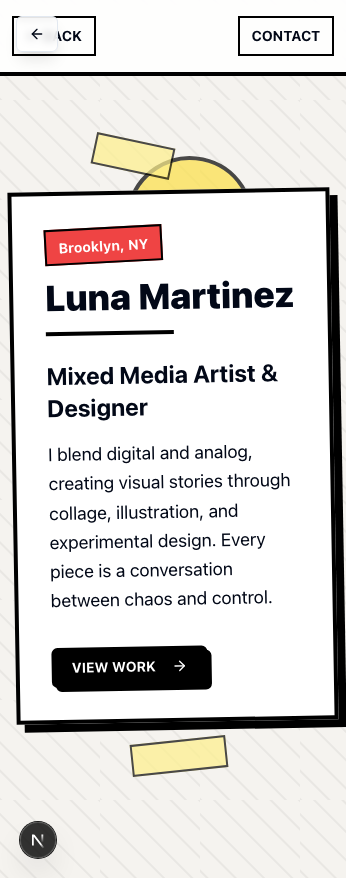 ACK
CONTACT
Brooklyn, NY
Luna Martinez
Mixed Media Artist &
Designer
I blend digital and analog,
creating visual stories through
collage, illustration, and
experimental design. Every
piece is a conversation
between chaos and control.
VIEW WORK
N